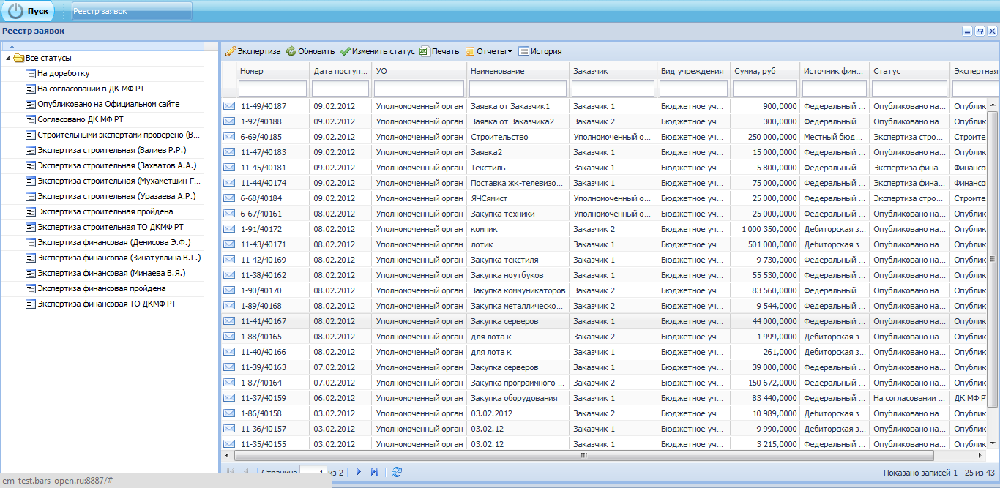 Пуск Реестр заявок
Реестр заявок
Все статусы
На доработку
На согласовании в ДК МФ РТ
Опубликовано на Официальном сайте
Согласовано ДК МФ РТ
Строительными экспертами проверено (В...
Экспертиза строительная (Валиев Р.Р.)
Экспертиза строительная (Захватов А.А.)
Экспертиза строительная (Мухаметшин Г...
Экспертиза строительная (Уразаева А.Р.)
Экспертиза строительная пройдена
Экспертиза строительная ТО ДКМФ РТ
Экспертиза финансовая (Денисова Э.Ф.)
Экспертиза финансовая (Зинатуллина В.Г.)
Экспертиза финансовая (Минаева В.Я.)
Экспертиза финансовая пройдена
Экспертиза финансовая ТО ДКМФ РТ
Экспертиза Обновить Изменить статус Печать Отчеты История
Номер Дата поступ... УО Наименование Заказчик Вид учреждения Сумма, руб Источник фин... Статус Экспертная
11-49/40187 09.02.2012 Уполномоченный орган Заявка от Заказчик1 Заказчик 1 Бюджетное уч... 900,0000 Федеральный ... Опубликовано на... Опублик
1-92/40188 09.02.2012 Уполномоченный орган Заявка от Заказчика2 Заказчик 2 Бюджетное уч... 300,0000 Федеральный ... Опубликовано на... Опублик
6-69/40185 09.02.2012 Уполномоченный орган Строительство Уполномоченный о... Бюджетное уч... 250 000,0000 Местный бюд... Экспертиза стро... Строите
11-47/40183 09.02.2012 Уполномоченный орган Заявка2 Заказчик 1 Бюджетное уч... 15 000,0000 Федеральный ... Опубликовано на... Опублик
11-45/40181 09.02.2012 Уполномоченный орган Текстиль Заказчик 1 Бюджетное уч... 5 800,0000 Федеральный ... Экспертиза фина... Финансо
11-44/40174 09.02.2012 Уполномоченный орган Поставка жк-телевизо... Заказчик 1 Бюджетное уч... 75 000,0000 Федеральный ... Экспертиза фина... Финансо
6-68/40184 09.02.2012 Уполномоченный орган ЯЧСямист Уполномоченный о... Бюджетное уч... 25 000,0000 Федеральный ... Экспертиза стро... Строите
6-67/40161 08.02.2012 Уполномоченный орган Закупка техники Уполномоченный о... Бюджетное уч... 25 000,0000 Федеральный ... Опубликовано на... Опублик
1-91/40172 08.02.2012 Уполномоченный орган компик Заказчик 2 Бюджетное уч... 1 000 350,0000 Дебиторская з... Опубликовано на... Опублик
11-43/40171 08.02.2012 Уполномоченный орган лотик Заказчик 1 Бюджетное уч... 501 000,0000 Дебиторская з... Опубликовано на... Опублик
11-42/40169 08.02.2012 Уполномоченный орган Закупка текстиля Заказчик 1 Бюджетное уч... 9 730,0000 Федеральный ... Опубликовано на... Опублик
11-38/40162 08.02.2012 Уполномоченный орган Закупка ноутбуков Заказчик 1 Бюджетное уч... 55 530,0000 Федеральный ... Опубликовано на... Опублик
1-90/40170 08.02.2012 Уполномоченный орган Закупка коммуникаторов Заказчик 2 Бюджетное уч... 83 560,0000 Федеральный ... Опубликовано на... Опублик
1-89/40168 08.02.2012 Уполномоченный орган Закупка металлическо... Заказчик 2 Бюджетное уч... 9 544,0000 Федеральный ... Опубликовано на... Опублик
11-41/40167 08.02.2012 Уполномоченный орган Закупка серверов Заказчик 1 Бюджетное уч... 44 000,0000 Федеральный ... Опубликовано на... Опублик
1-88/40165 08.02.2012 Уполномоченный орган для лота к Заказчик 2 Бюджетное уч... 1 999,0000 Дебиторская з... Опубликовано на... Опублик
11-40/40166 08.02.2012 Уполномоченный орган для лота к Заказчик 1 Бюджетное уч... 261,0000 Дебиторская з... Опубликовано на... Опублик
11-39/40163 07.02.2012 Уполномоченный орган Закупка серверов Заказчик 1 Бюджетное уч... 39 000,0000 Федеральный ... Опубликовано на... Опублик
1-87/40164 07.02.2012 Уполномоченный орган Закупка программного ... Заказчик 2 Бюджетное уч... 150 672,0000 Федеральный ... Опубликовано на... Опублик
11-37/40159 06.02.2012 Уполномоченный орган Закупка оборудования Заказчик 1 Бюджетное уч... 83 440,0000 Федеральный ... На согласовании ... ДК МФ РТ
1-86/40158 03.02.2012 Уполномоченный орган 03.02.2012 Заказчик 2 Бюджетное уч... 10 989,0000 Дебиторская з... Опубликовано на... Опублик
11-36/40157 03.02.2012 Уполномоченный орган 03.02.12 Заказчик 1 Бюджетное уч... 9 990,0000 Дебиторская з... Опубликовано на... Опублик
11-35/40155 03.02.2012 Уполномоченный орган 03.02.12 Заказчик 1 Бюджетное уч... 3 215,0000 Федеральный ... Опубликовано на... Опублик
Страница 1 из 2 Показано записей 1 - 25 из 43
em-test.bars-open.ru:8887/#